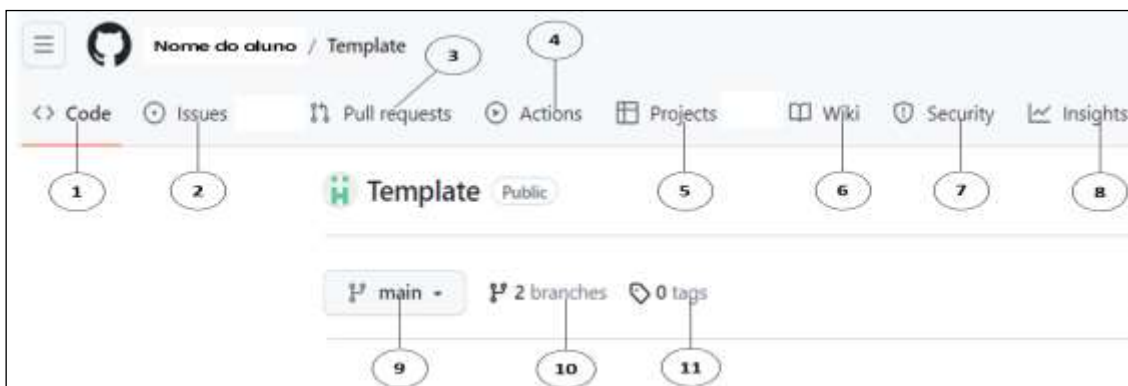 Nome do aluno / Template
3
4
Code Issues Pull requests Actions Projects Wiki Security Insights
1 2 5 6 7 8
Template Public
main 2 branches 0 tags
9 10 11